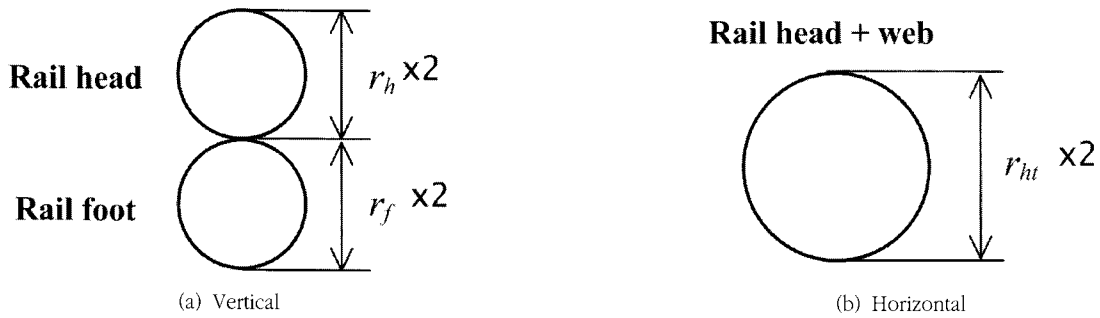 Rail head
r_h x2
Rail foot
r_f x2
(a) Vertical
Rail head + web
r_ht x2
(b) Horizontal